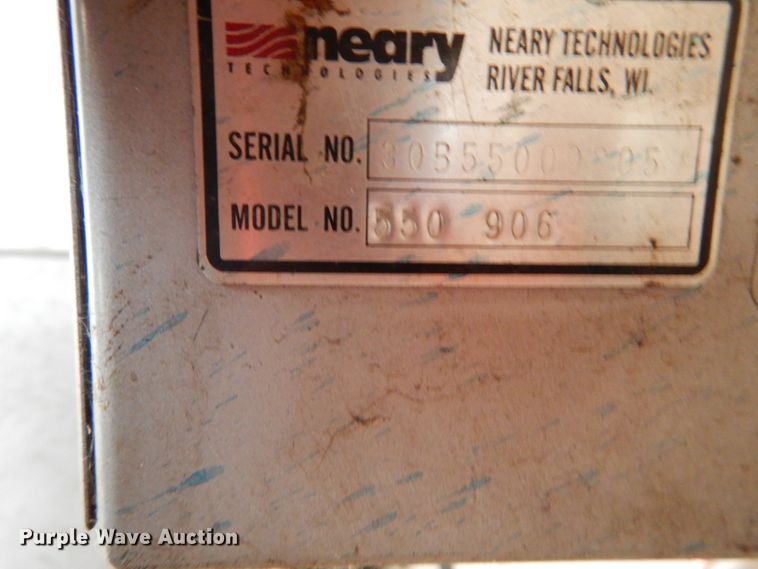 neary
TECHNOLOGIES
NEARY TECHNOLOGIES
RIVER FALLS, WI.
SERIAL NO.
MODEL NO. 550 906
Purple Wave Auction